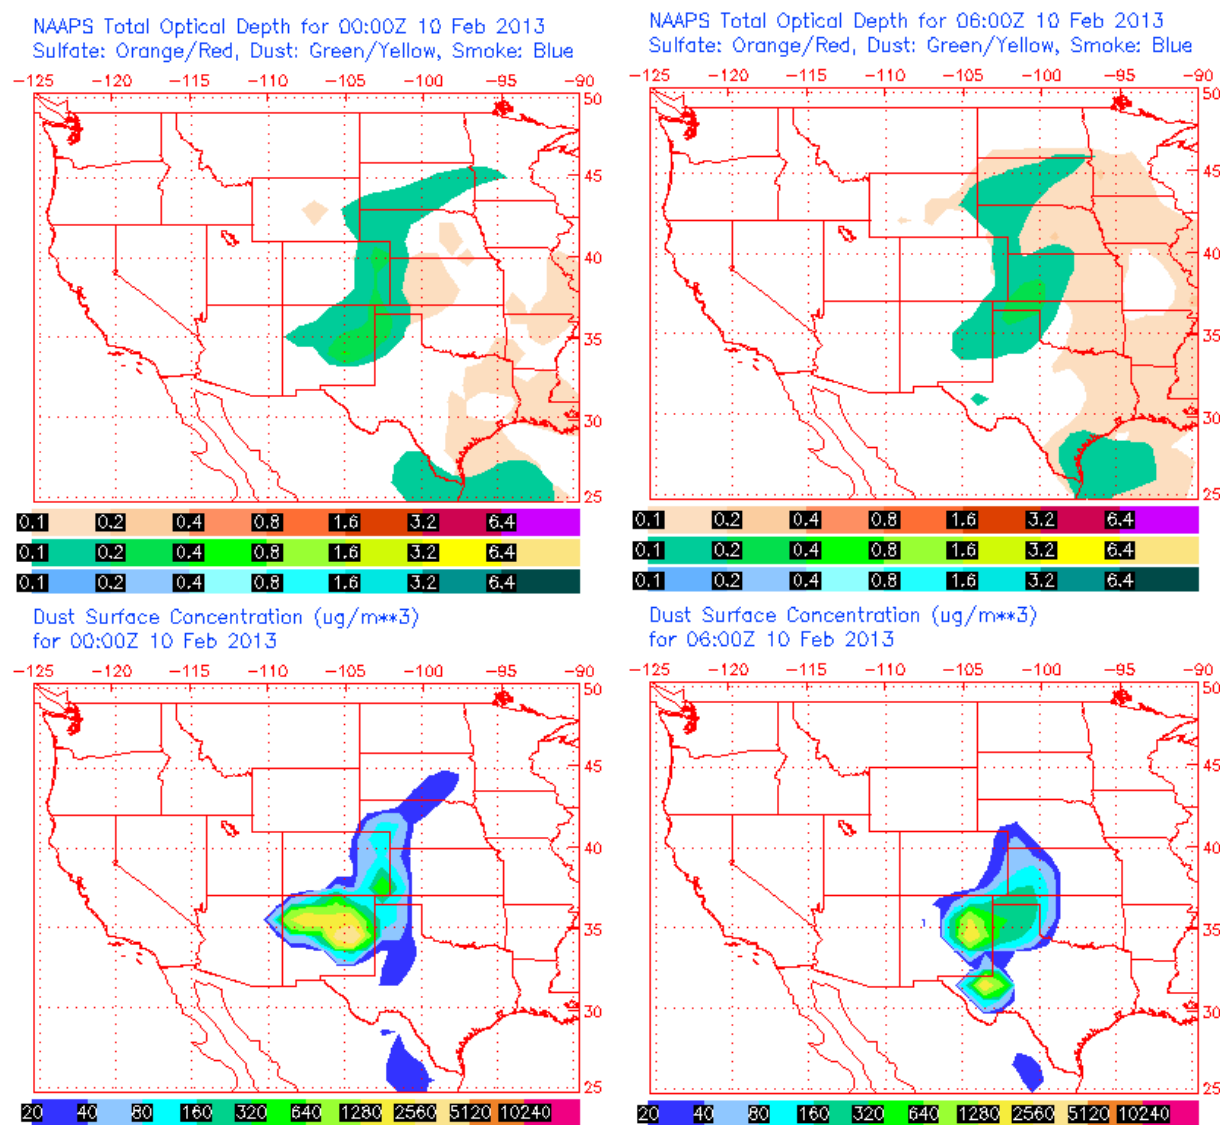 NAAPS Total Optical Depth for 00:00Z 10 Feb 2013
Sulfate: Orange/Red, Dust: Green/Yellow, Smoke: Blue
-125 -120 -115 -110 -105 -100 -95 -90
50
45
40
35
30
25
0.1 0.2 0.4 0.8 1.6 3.2 6.4
0.1 0.2 0.4 0.8 1.6 3.2 6.4
0.1 0.2 0.4 0.8 1.6 3.2 6.4
NAAPS Total Optical Depth for 06:00Z 10 Feb 2013
Sulfate: Orange/Red, Dust: Green/Yellow, Smoke: Blue
-125 -120 -115 -110 -105 -100 -95 -90
50
45
40
35
30
25
0.1 0.2 0.4 0.8 1.6 3.2 6.4
0.1 0.2 0.4 0.8 1.6 3.2 6.4
0.1 0.2 0.4 0.8 1.6 3.2 6.4
Dust Surface Concentration (ug/m**3)
for 00:00Z 10 Feb 2013
-125 -120 -115 -110 -105 -100 -95 -90
50
45
40
35
30
25
20 40 80 160 320 640 1280 2560 5120 10240
Dust Surface Concentration (ug/m**3)
for 06:00Z 10 Feb 2013
-125 -120 -115 -110 -105 -100 -95 -90
50
45
40
35
30
25
1
20 40 80 160 320 640 1280 2560 5120 10240